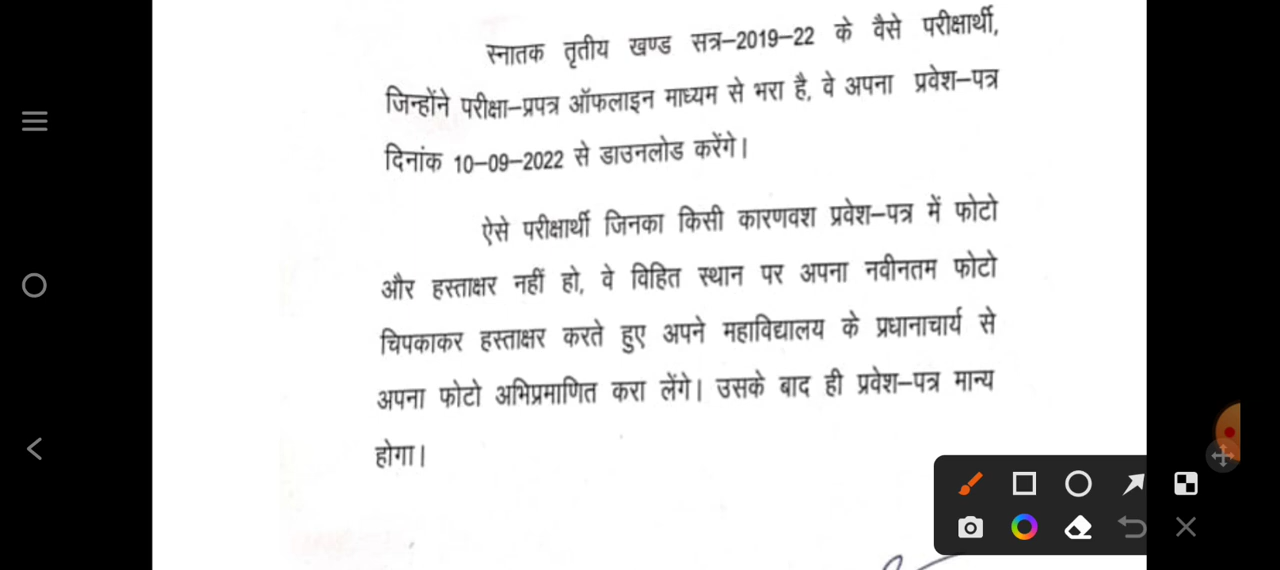 स्नातक तृतीय खण्ड सत्र–2019–22 के वैसे परीक्षार्थी,
जिन्होंने परीक्षा–प्रपत्र ऑफलाइन माध्यम से भरा है, वे अपना प्रवेश–पत्र
दिनांक 10–09–2022 से डाउनलोड करेंगे।
ऐसे परीक्षार्थी जिनका किसी कारणवश प्रवेश–पत्र में फोटो
और हस्ताक्षर नहीं हो, वे विहित स्थान पर अपना नवीनतम फोटो
चिपकाकर हस्ताक्षर करते हुए अपने महाविद्यालय के प्रधानाचार्य से
अपना फोटो अभिप्रमाणित करा लेंगे। उसके बाद ही प्रवेश–पत्र मान्य
होगा।